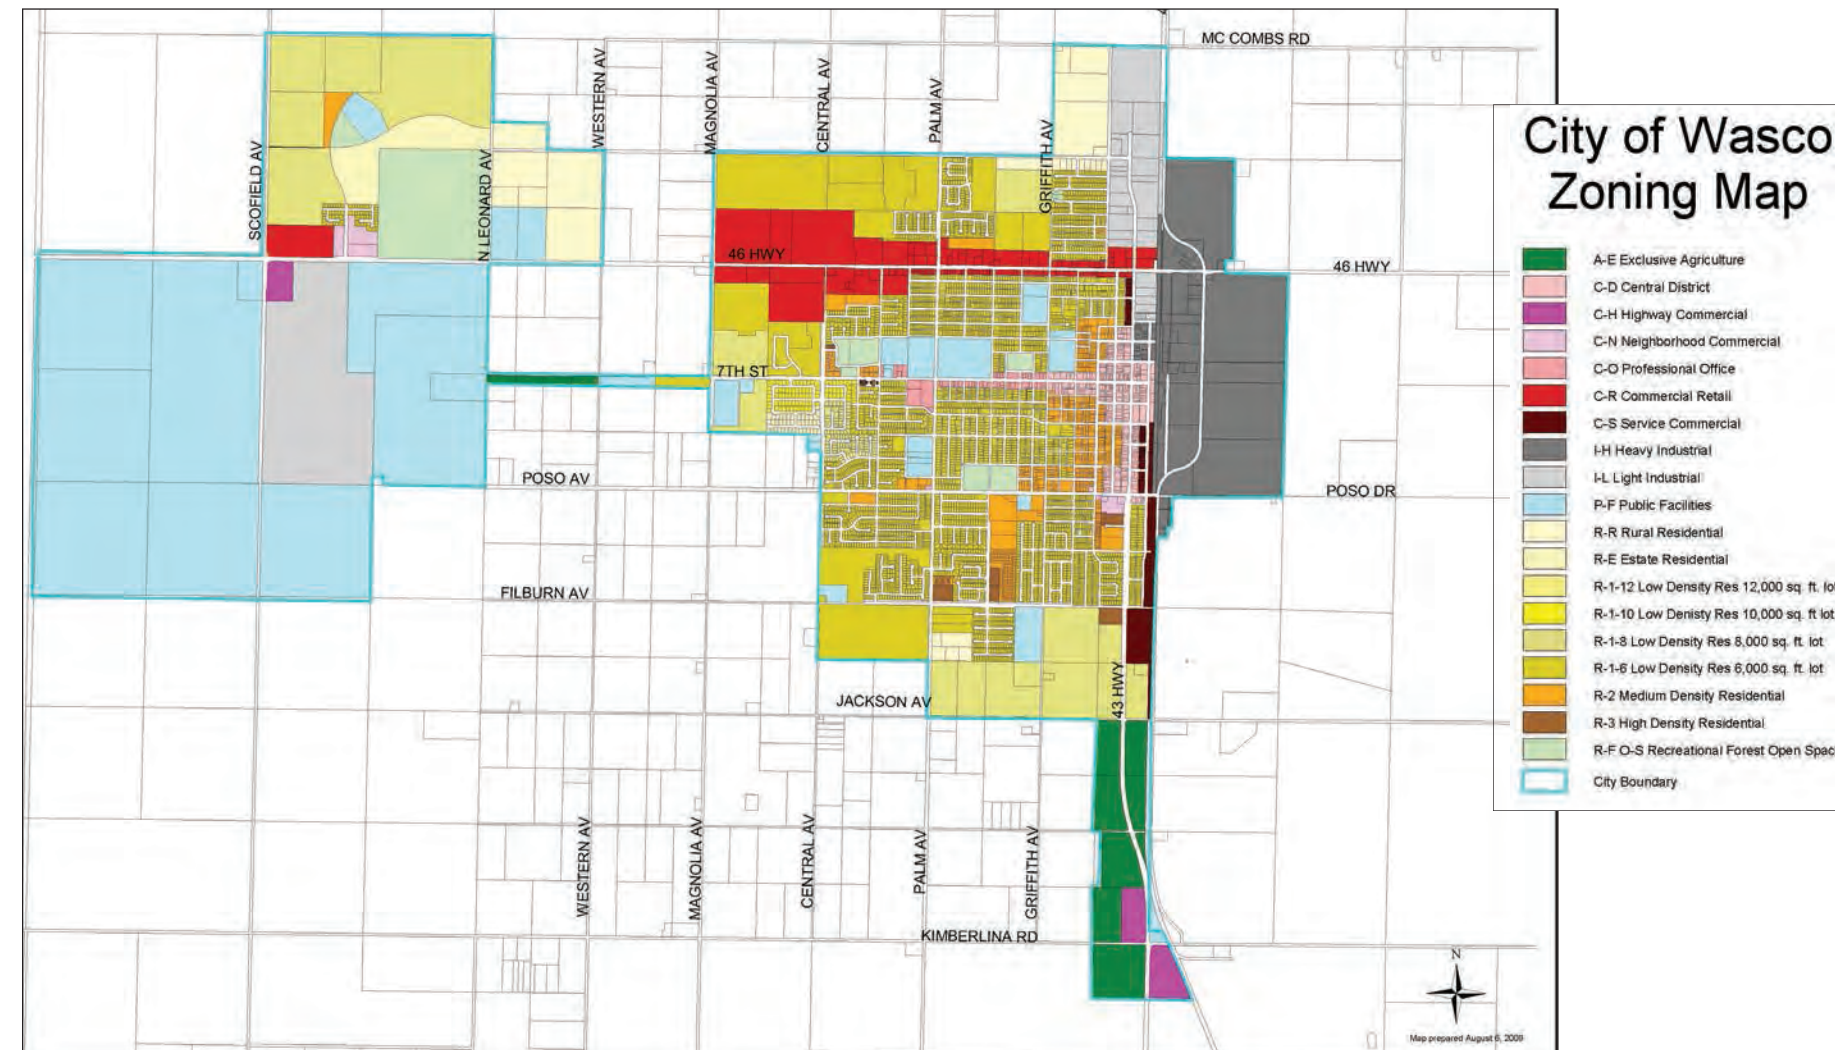 MC COMBS RD
WESTERN AV
MAGNOLIA AV
CENTRAL AV
PALM AV
GRIFFITH AV
SCOFIELD AV
N LEONARD AV
46 HWY
46 HWY
7TH ST
POSO AV
POSO DR
FILBURN AV
JACKSON AV
43 HWY
WESTERN AV
MAGNOLIA AV
CENTRAL AV
PALM AV
GRIFFITH AV
KIMBERLINA RD
N
Map prepared August 6, 2009
City of Wasco
Zoning Map
A-E Exclusive Agriculture
C-D Central District
C-H Highway Commercial
C-N Neighborhood Commercial
C-O Professional Office
C-R Commercial Retail
C-S Service Commercial
I-H Heavy Industrial
I-L Light Industrial
P-F Public Facilities
R-R Rural Residential
R-E Estate Residential
R-1-12 Low Density Res 12,000 sq. ft. lot
R-1-10 Low Denisty Res 10,000 sq. ft lot
R-1-8 Low Density Res 8,000 sq. ft. lot
R-1-6 Low Density Res 6,000 sq. ft. lot
R-2 Medium Density Residential
R-3 High Density Residential
R-F O-S Recreational Forest Open Spac
City Boundary